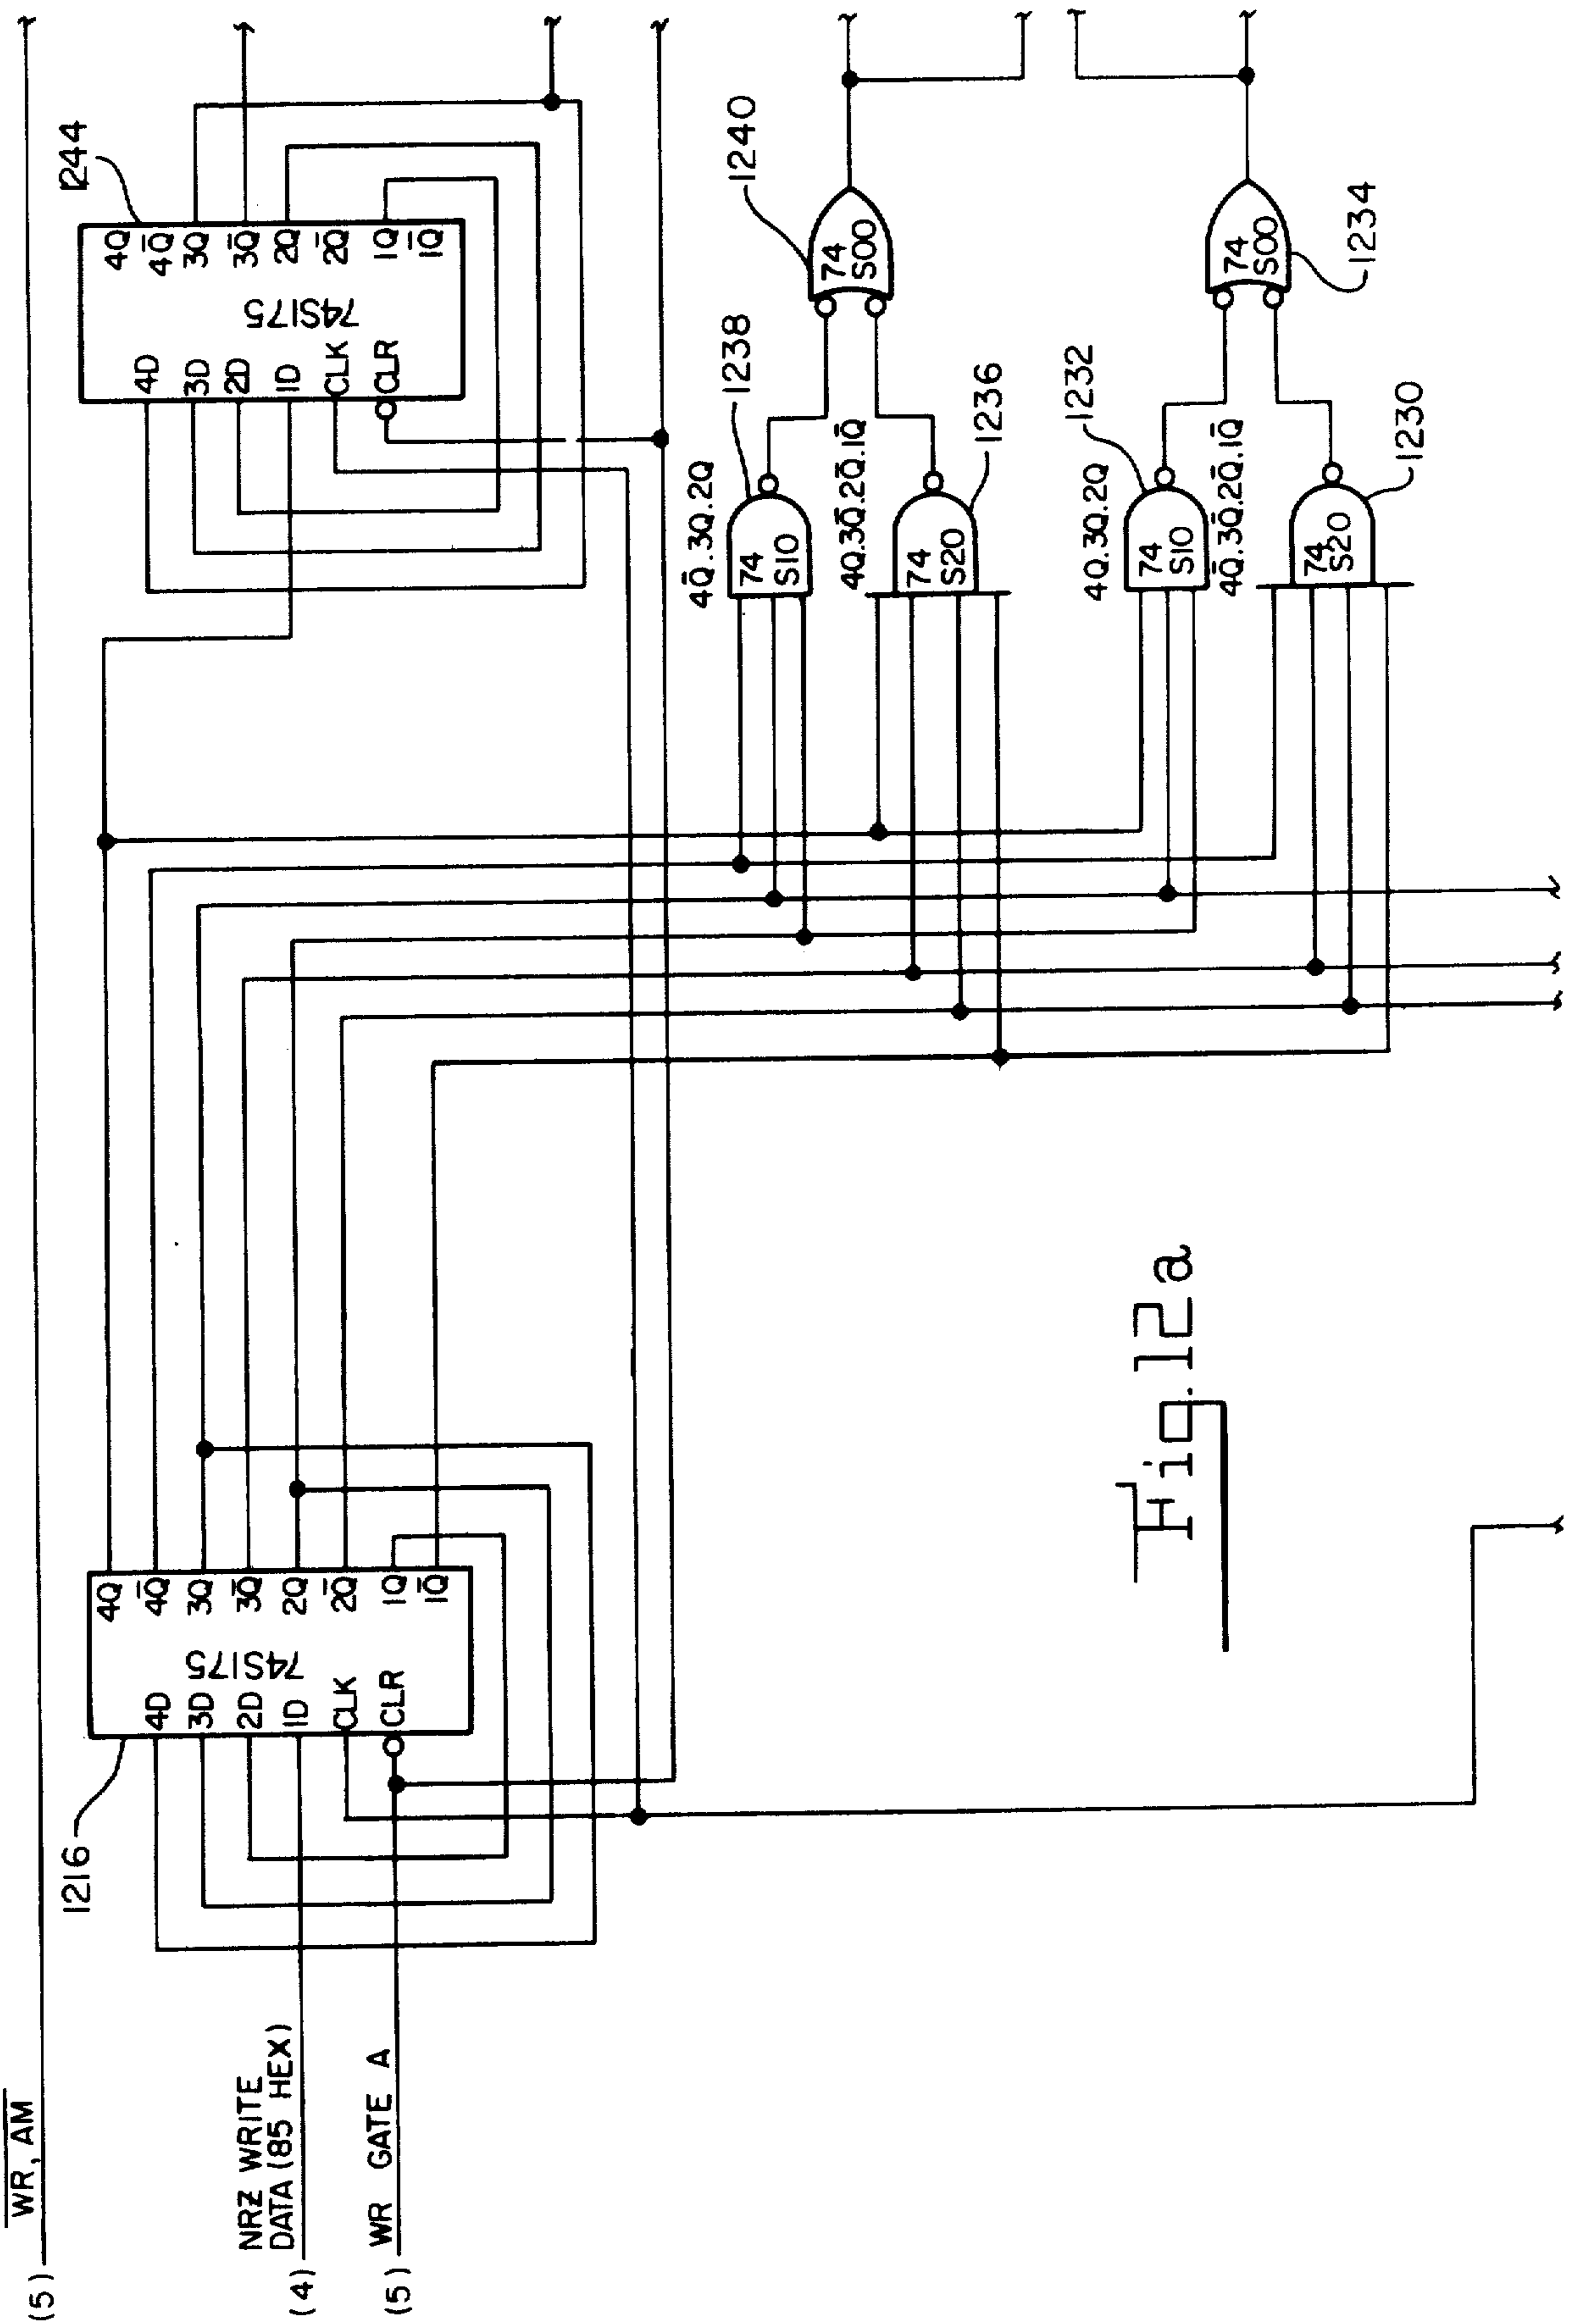 (5) W̅R̅,̅ ̅A̅M̅
NRZ WRITE
DATA (85 HEX)
(4)
(5) WR GATE A
1216
4D
3D
2D
1D
CLK
CLR
74S175
4Q
4Q̅
3Q
3Q̅
2Q
2Q̅
1Q
1Q̅
1244
4D
3D
2D
1D
CLK
CLR
74S175
4Q
4Q̅
3Q
3Q̅
2Q
2Q̅
1Q
1Q̅
4Q̅.3Q.2Q
74
S10
1238
4Q.3Q̅.2Q̅.1Q̅
74
S20
1236
74
S00
1240
4Q.3Q.2Q
74
S10
1232
4Q̅.3Q̅.2Q̅.1Q̅
74
S20
1230
74
S00
1234
Fig.12a